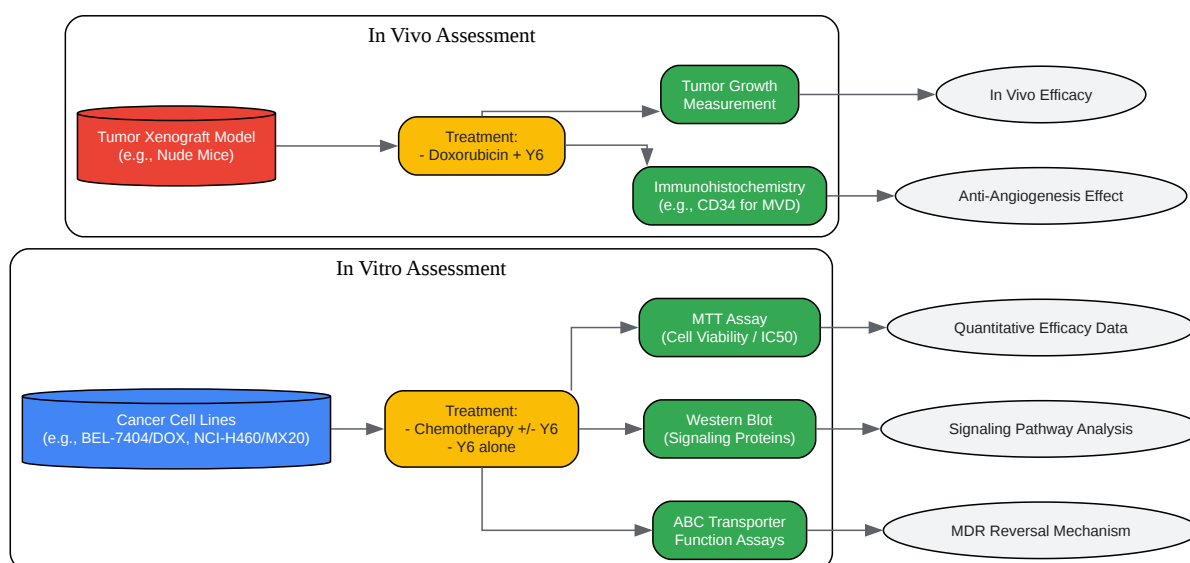 In Vivo Assessment
Tumor Xenograft Model
(e.g., Nude Mice)
Treatment:
- Doxorubicin + Y6
Tumor Growth
Measurement
In Vivo Efficacy
Immunohistochemistry
(e.g., CD34 for MVD)
Anti-Angiogenesis Effect
In Vitro Assessment
Cancer Cell Lines
(e.g., BEL-7404/DOX, NCI-H460/MX20)
Treatment:
- Chemotherapy +/- Y6
- Y6 alone
MTT Assay
(Cell Viability / IC50)
Quantitative Efficacy Data
Western Blot
(Signaling Proteins)
Signaling Pathway Analysis
ABC Transporter
Function Assays
MDR Reversal Mechanism